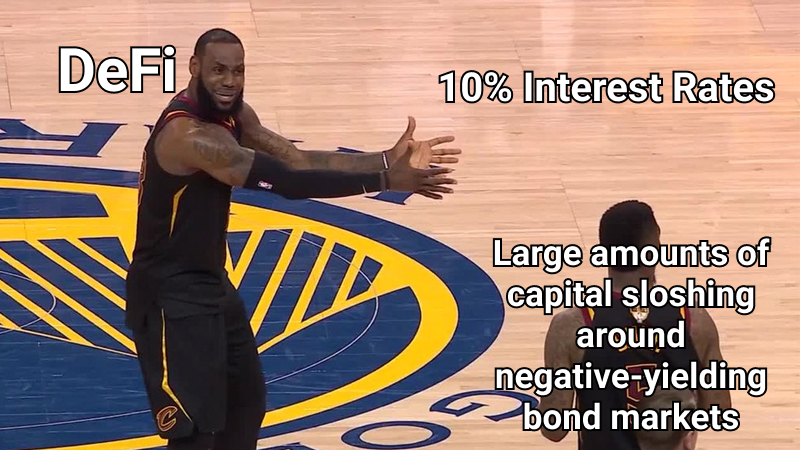 DeFi
10% Interest Rates
Large amounts of
capital sloshing
around
negative-yielding
bond markets